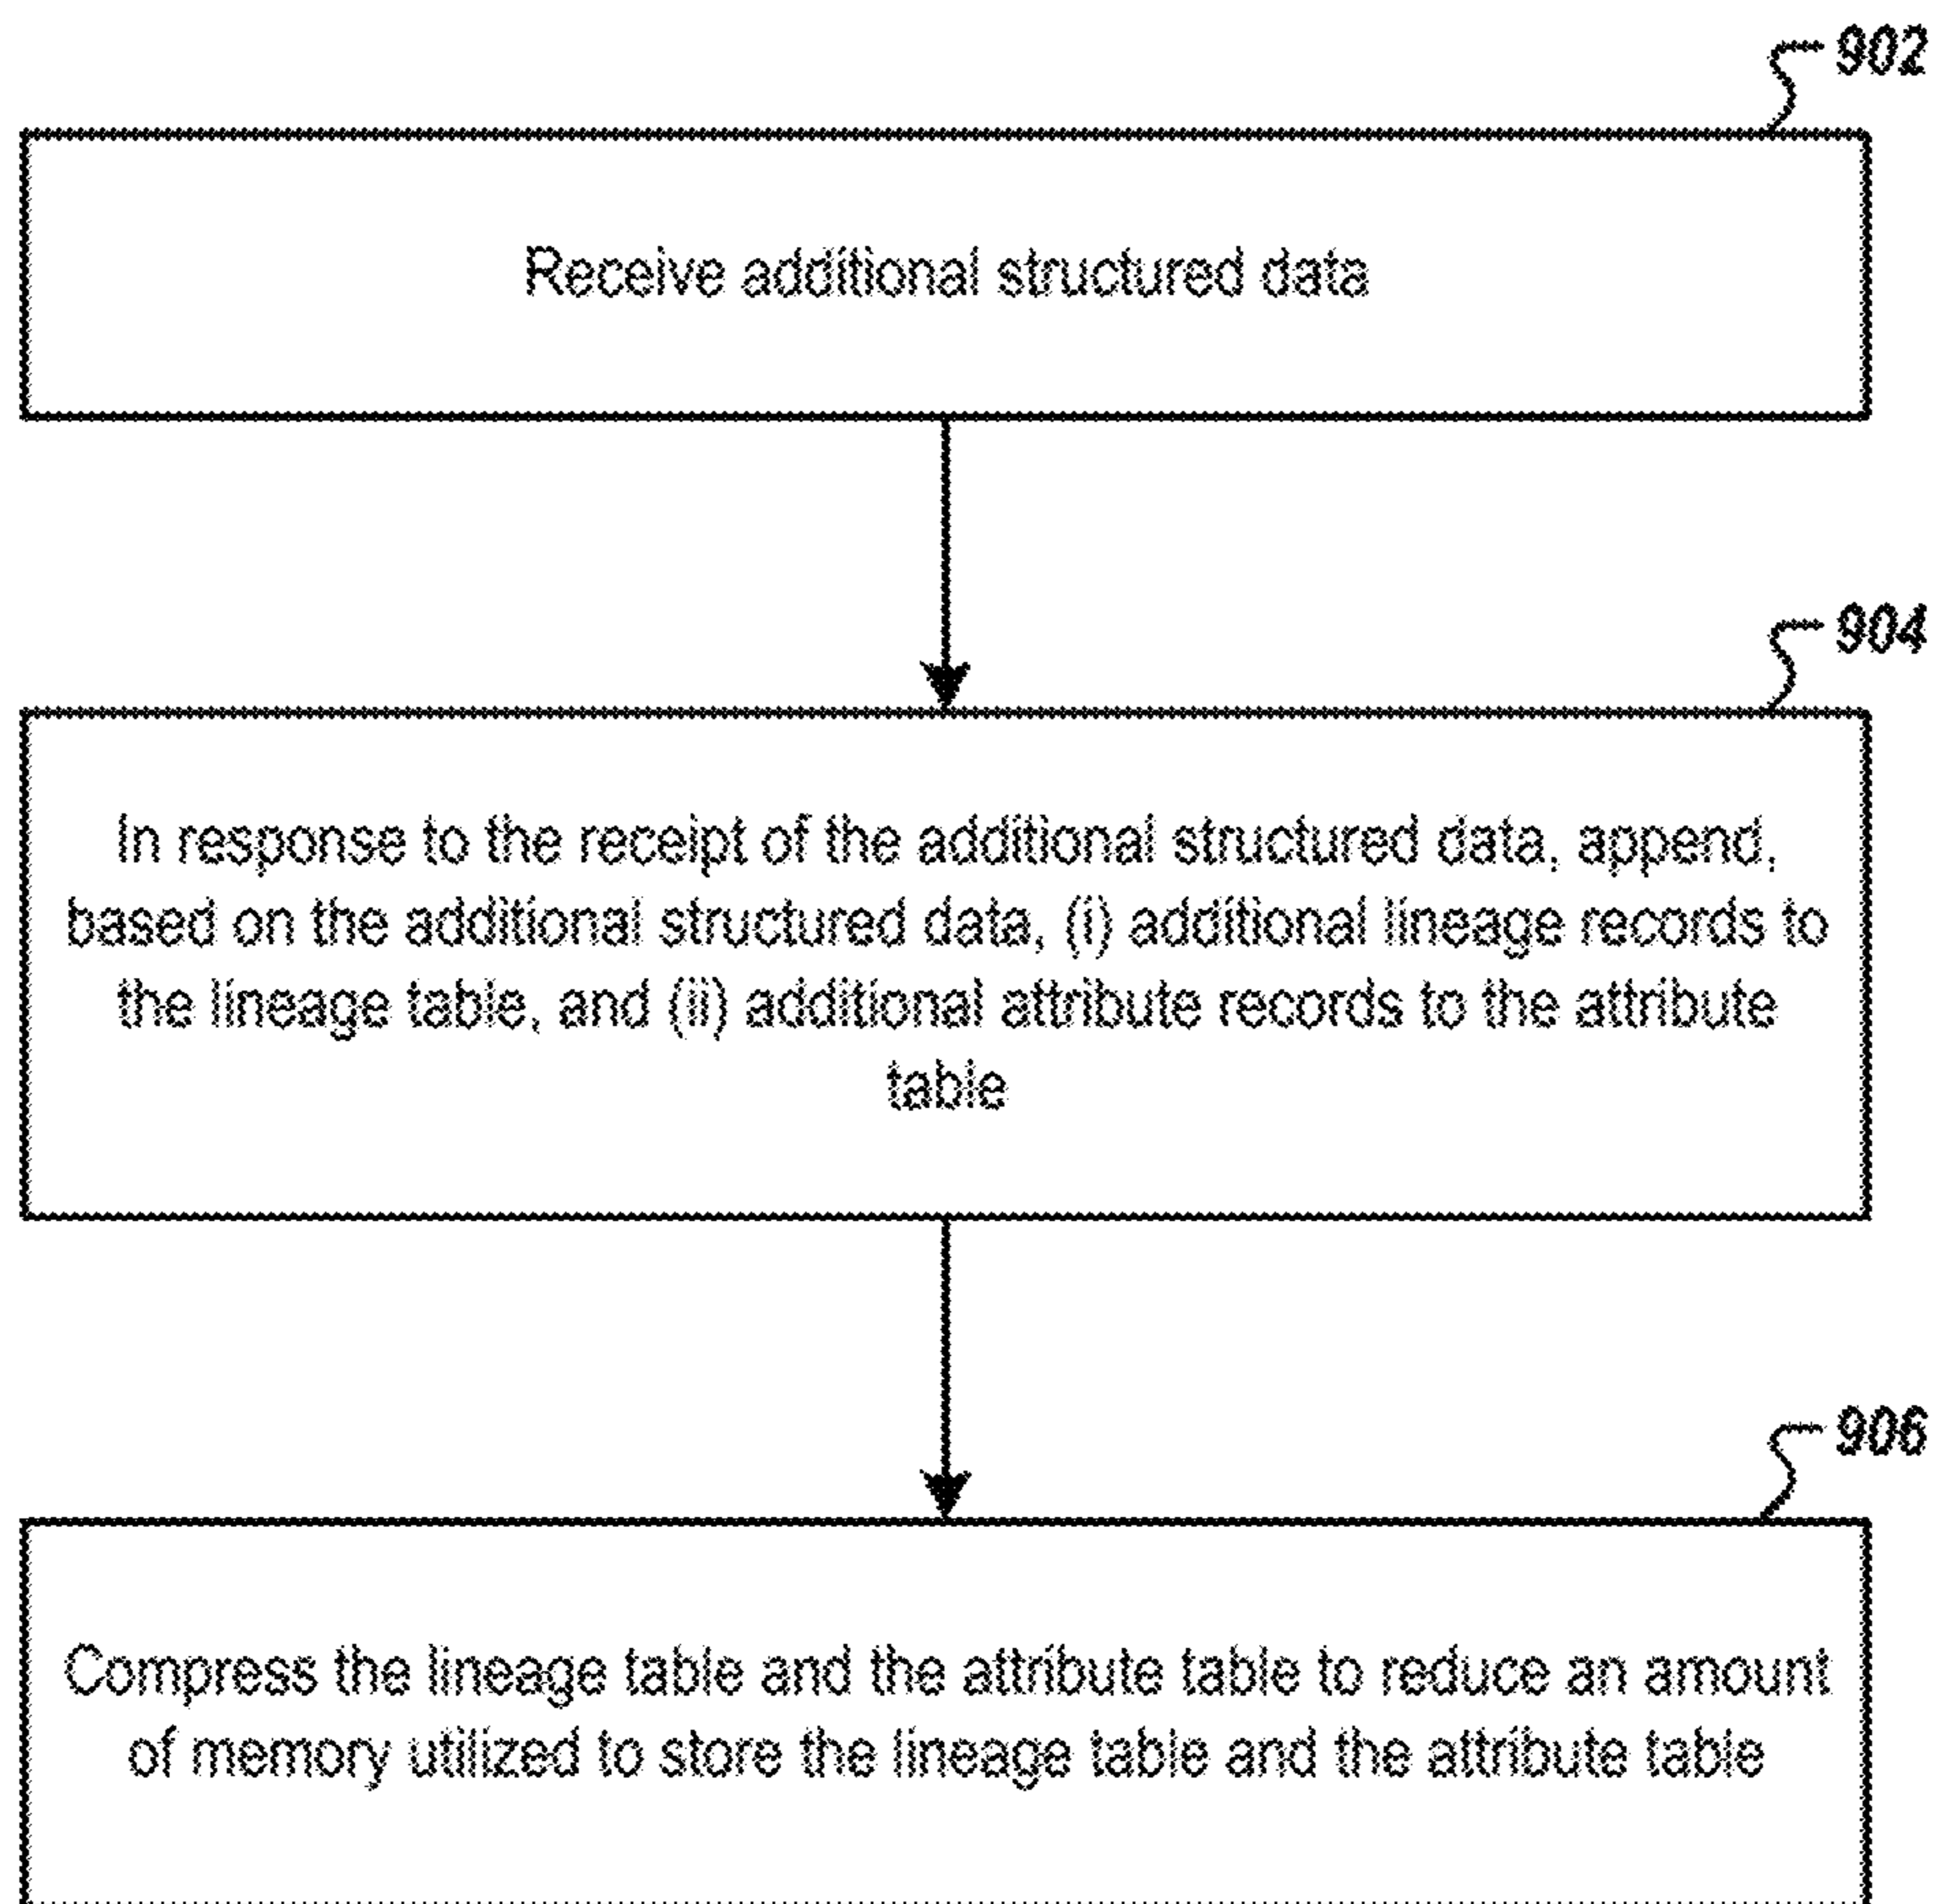 902
Receive additional structured data
904
In response to the receipt of the additional structured data, append,
based on the additional structured data, (i) additional lineage records to
the lineage table, and (ii) additional attribute records to the attribute
table
906
Compress the lineage table and the attribute table to reduce an amount
of memory utilized to store the lineage table and the attribute table